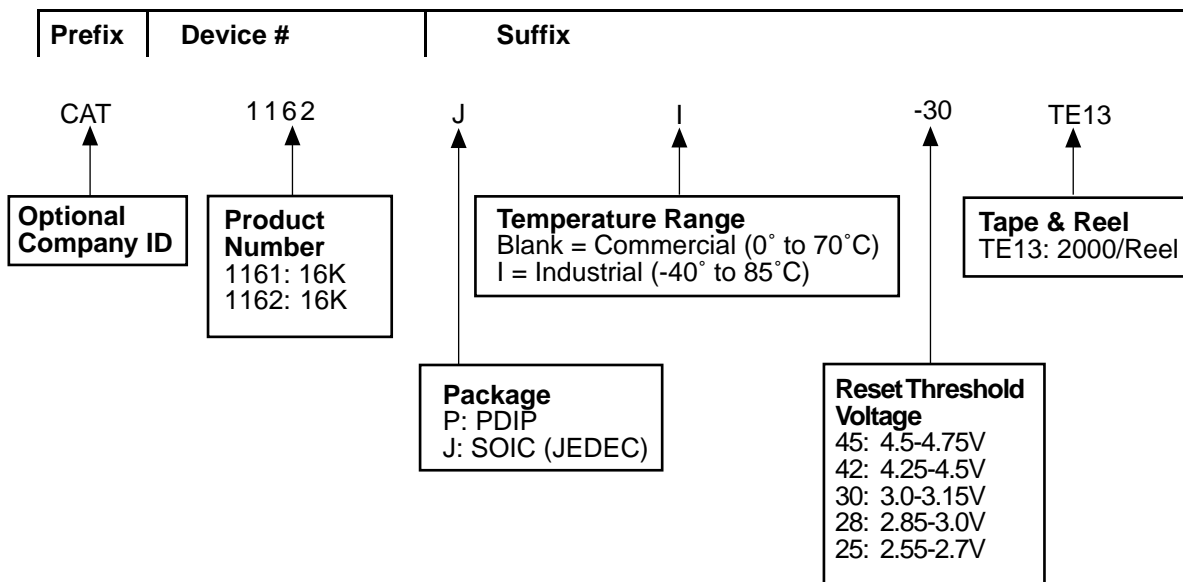 Prefix Device # Suffix
CAT 1162 J I -30 TE13
Optional
Company ID
Product
Number
1161: 16K
1162: 16K
Temperature Range
Blank = Commercial (0˚ to 70˚C)
I = Industrial (-40˚ to 85˚C)
Tape & Reel
TE13: 2000/Reel
Package
P: PDIP
J: SOIC (JEDEC)
Reset Threshold
Voltage
45: 4.5-4.75V
42: 4.25-4.5V
30: 3.0-3.15V
28: 2.85-3.0V
25: 2.55-2.7V